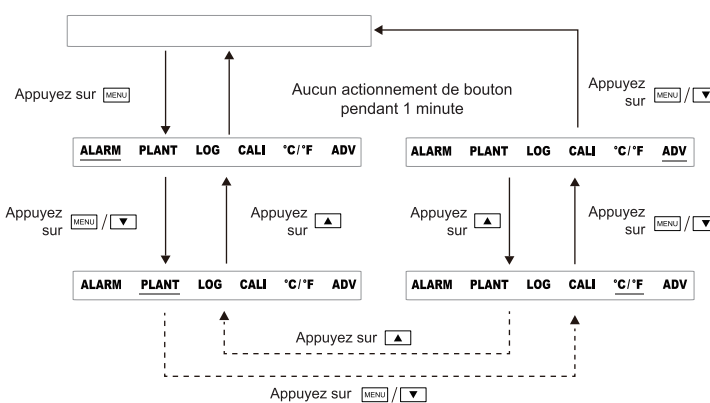 Appuyez sur MENU
Aucun actionnement de bouton
pendant 1 minute
Appuyez
sur MENU / ▼
ALARM PLANT LOG CALI °C/°F ADV
ALARM PLANT LOG CALI °C/°F ADV
Appuyez
sur MENU / ▼
Appuyez
sur ▲
Appuyez
sur ▲
Appuyez
sur MENU / ▼
ALARM PLANT LOG CALI °C/°F ADV
ALARM PLANT LOG CALI °C/°F ADV
Appuyez sur ▲
Appuyez sur MENU / ▼